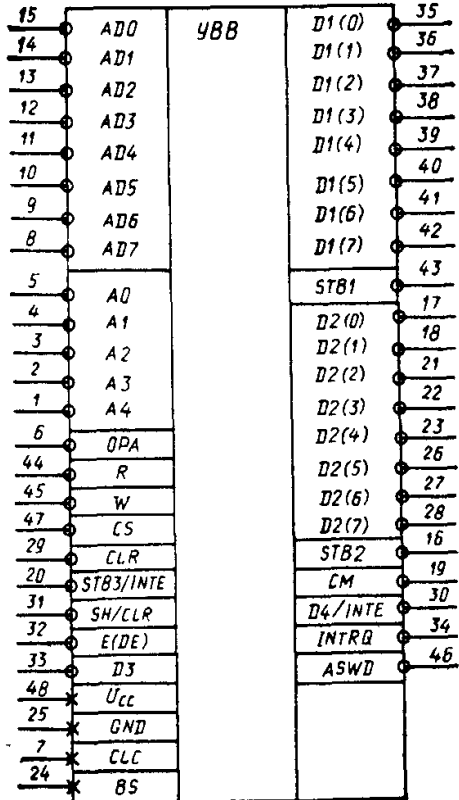 15 AD0 УВВ D1(0) 35
14 AD1 D1(1) 36
13 AD2 D1(2) 37
12 AD3 D1(3) 38
11 AD4 D1(4) 39
10 AD5 D1(5) 40
9 AD6 D1(6) 41
8 AD7 D1(7) 42
5 A0 STB1 43
4 A1 D2(0) 17
3 A2 D2(1) 18
2 A3 D2(2) 21
1 A4 D2(3) 22
6 OPA D2(4) 23
44 R D2(5) 26
45 W D2(6) 27
47 CS D2(7) 28
29 CLR STB2 16
20 STB3/INTE CM 19
31 SH/CLR D4/INTE 30
32 E(DE) INTRQ 34
33 D3 ASWD 46
48 UCC
25 GND
7 CLC
24 BS